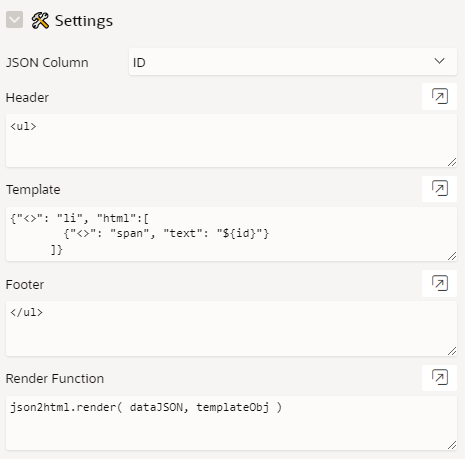 Settings
JSON Column
ID
Header
<ul>
Template
{"<>": "li", "html":[
{"<>": "span", "text": "${id}"}
]}
Footer
</ul>
Render Function
json2html.render( dataJSON, templateObj )